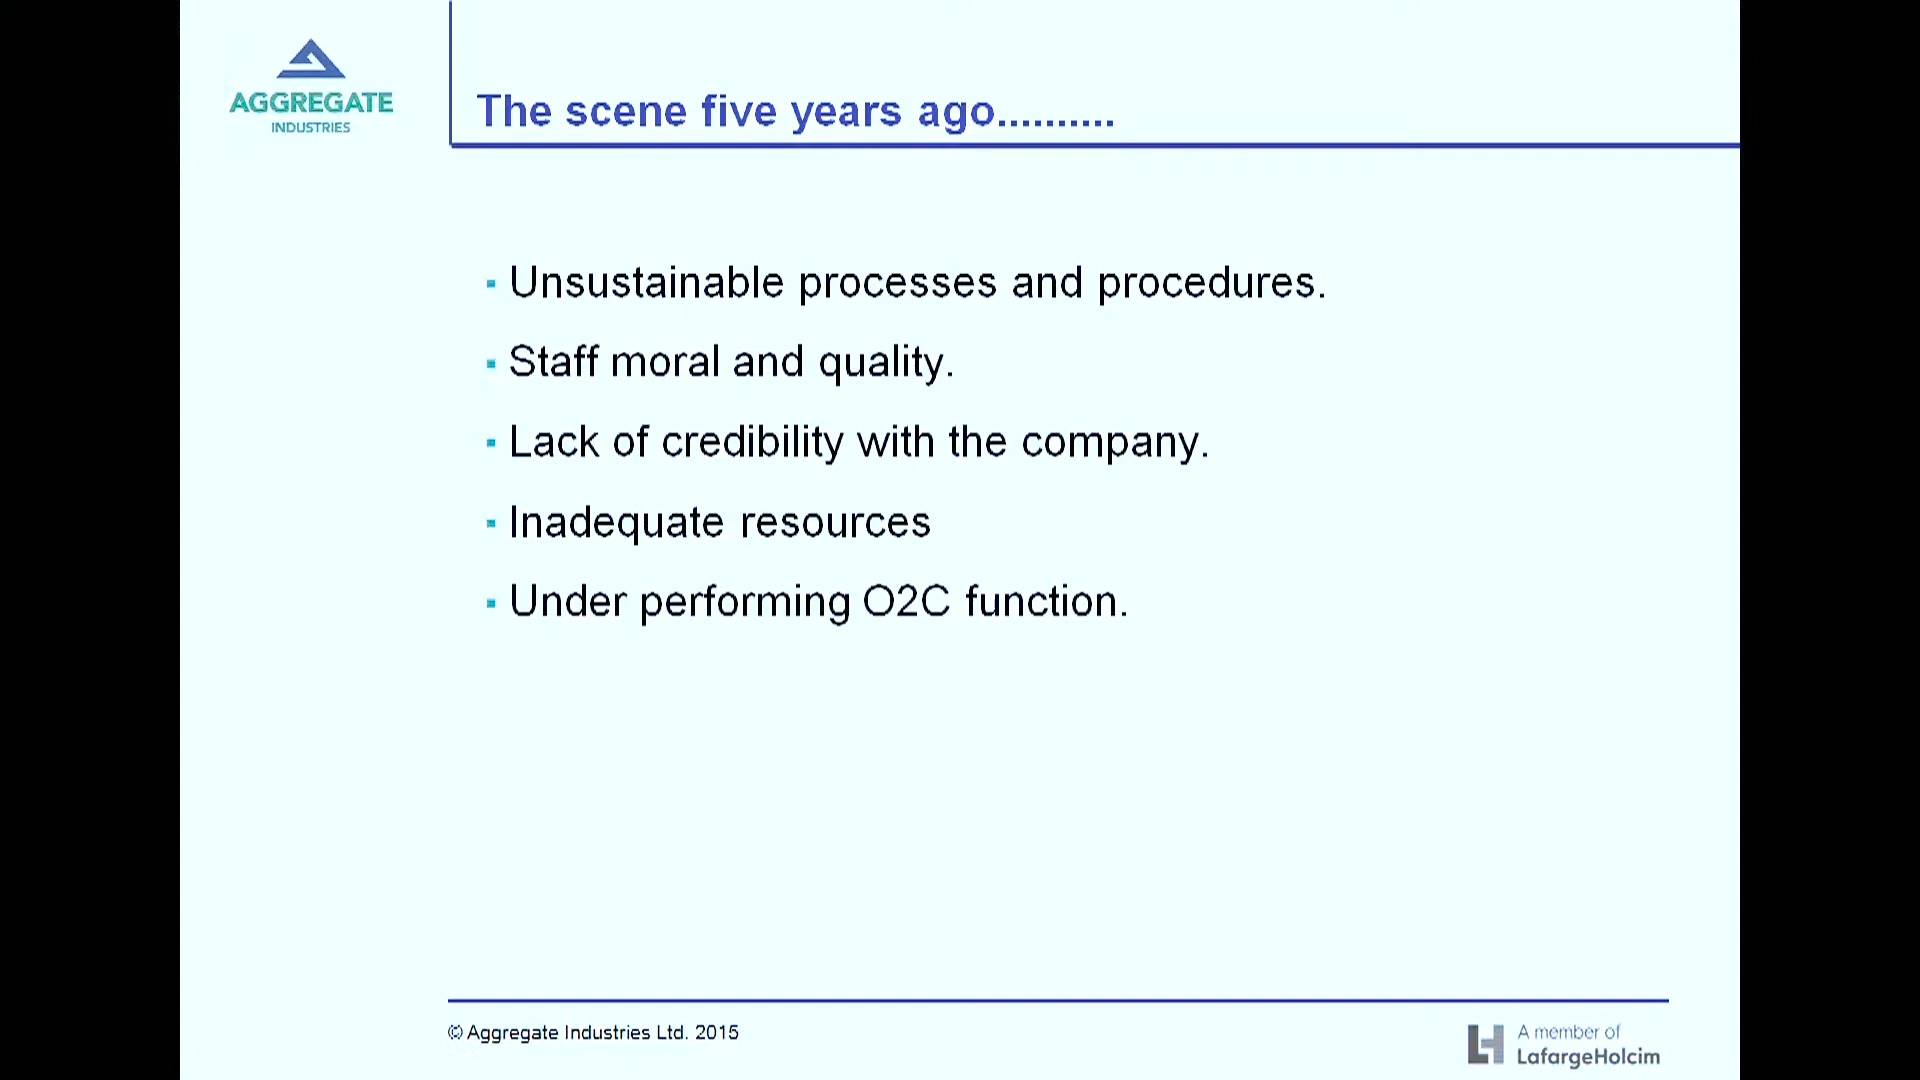 AGGREGATE
INDUSTRIES
The scene five years ago..........
Unsustainable processes and procedures.
Staff moral and quality.
Lack of credibility with the company.
Inadequate resources
Under performing O2C function.
© Aggregate Industries Ltd. 2015
A member of
LafargeHolcim